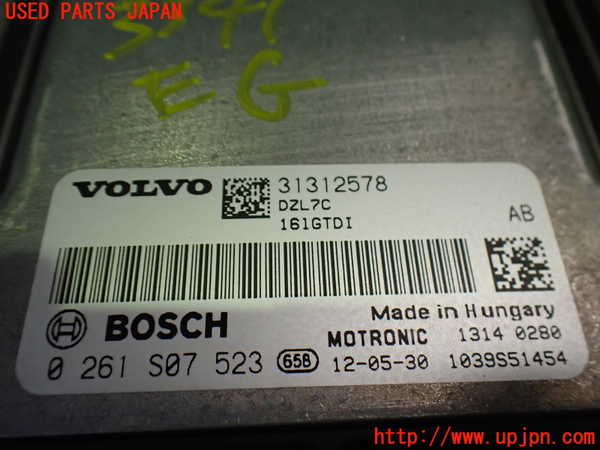 USED PARTS JAPAN
EG
VOLVO
31312578
DZL7C
161GTDI
AB
Made in Hungary
BOSCH
MOTRONIC 1314 0280
0 261 S07 523 65B 12-05-30 1039S51454
http://www.upjpn.com/